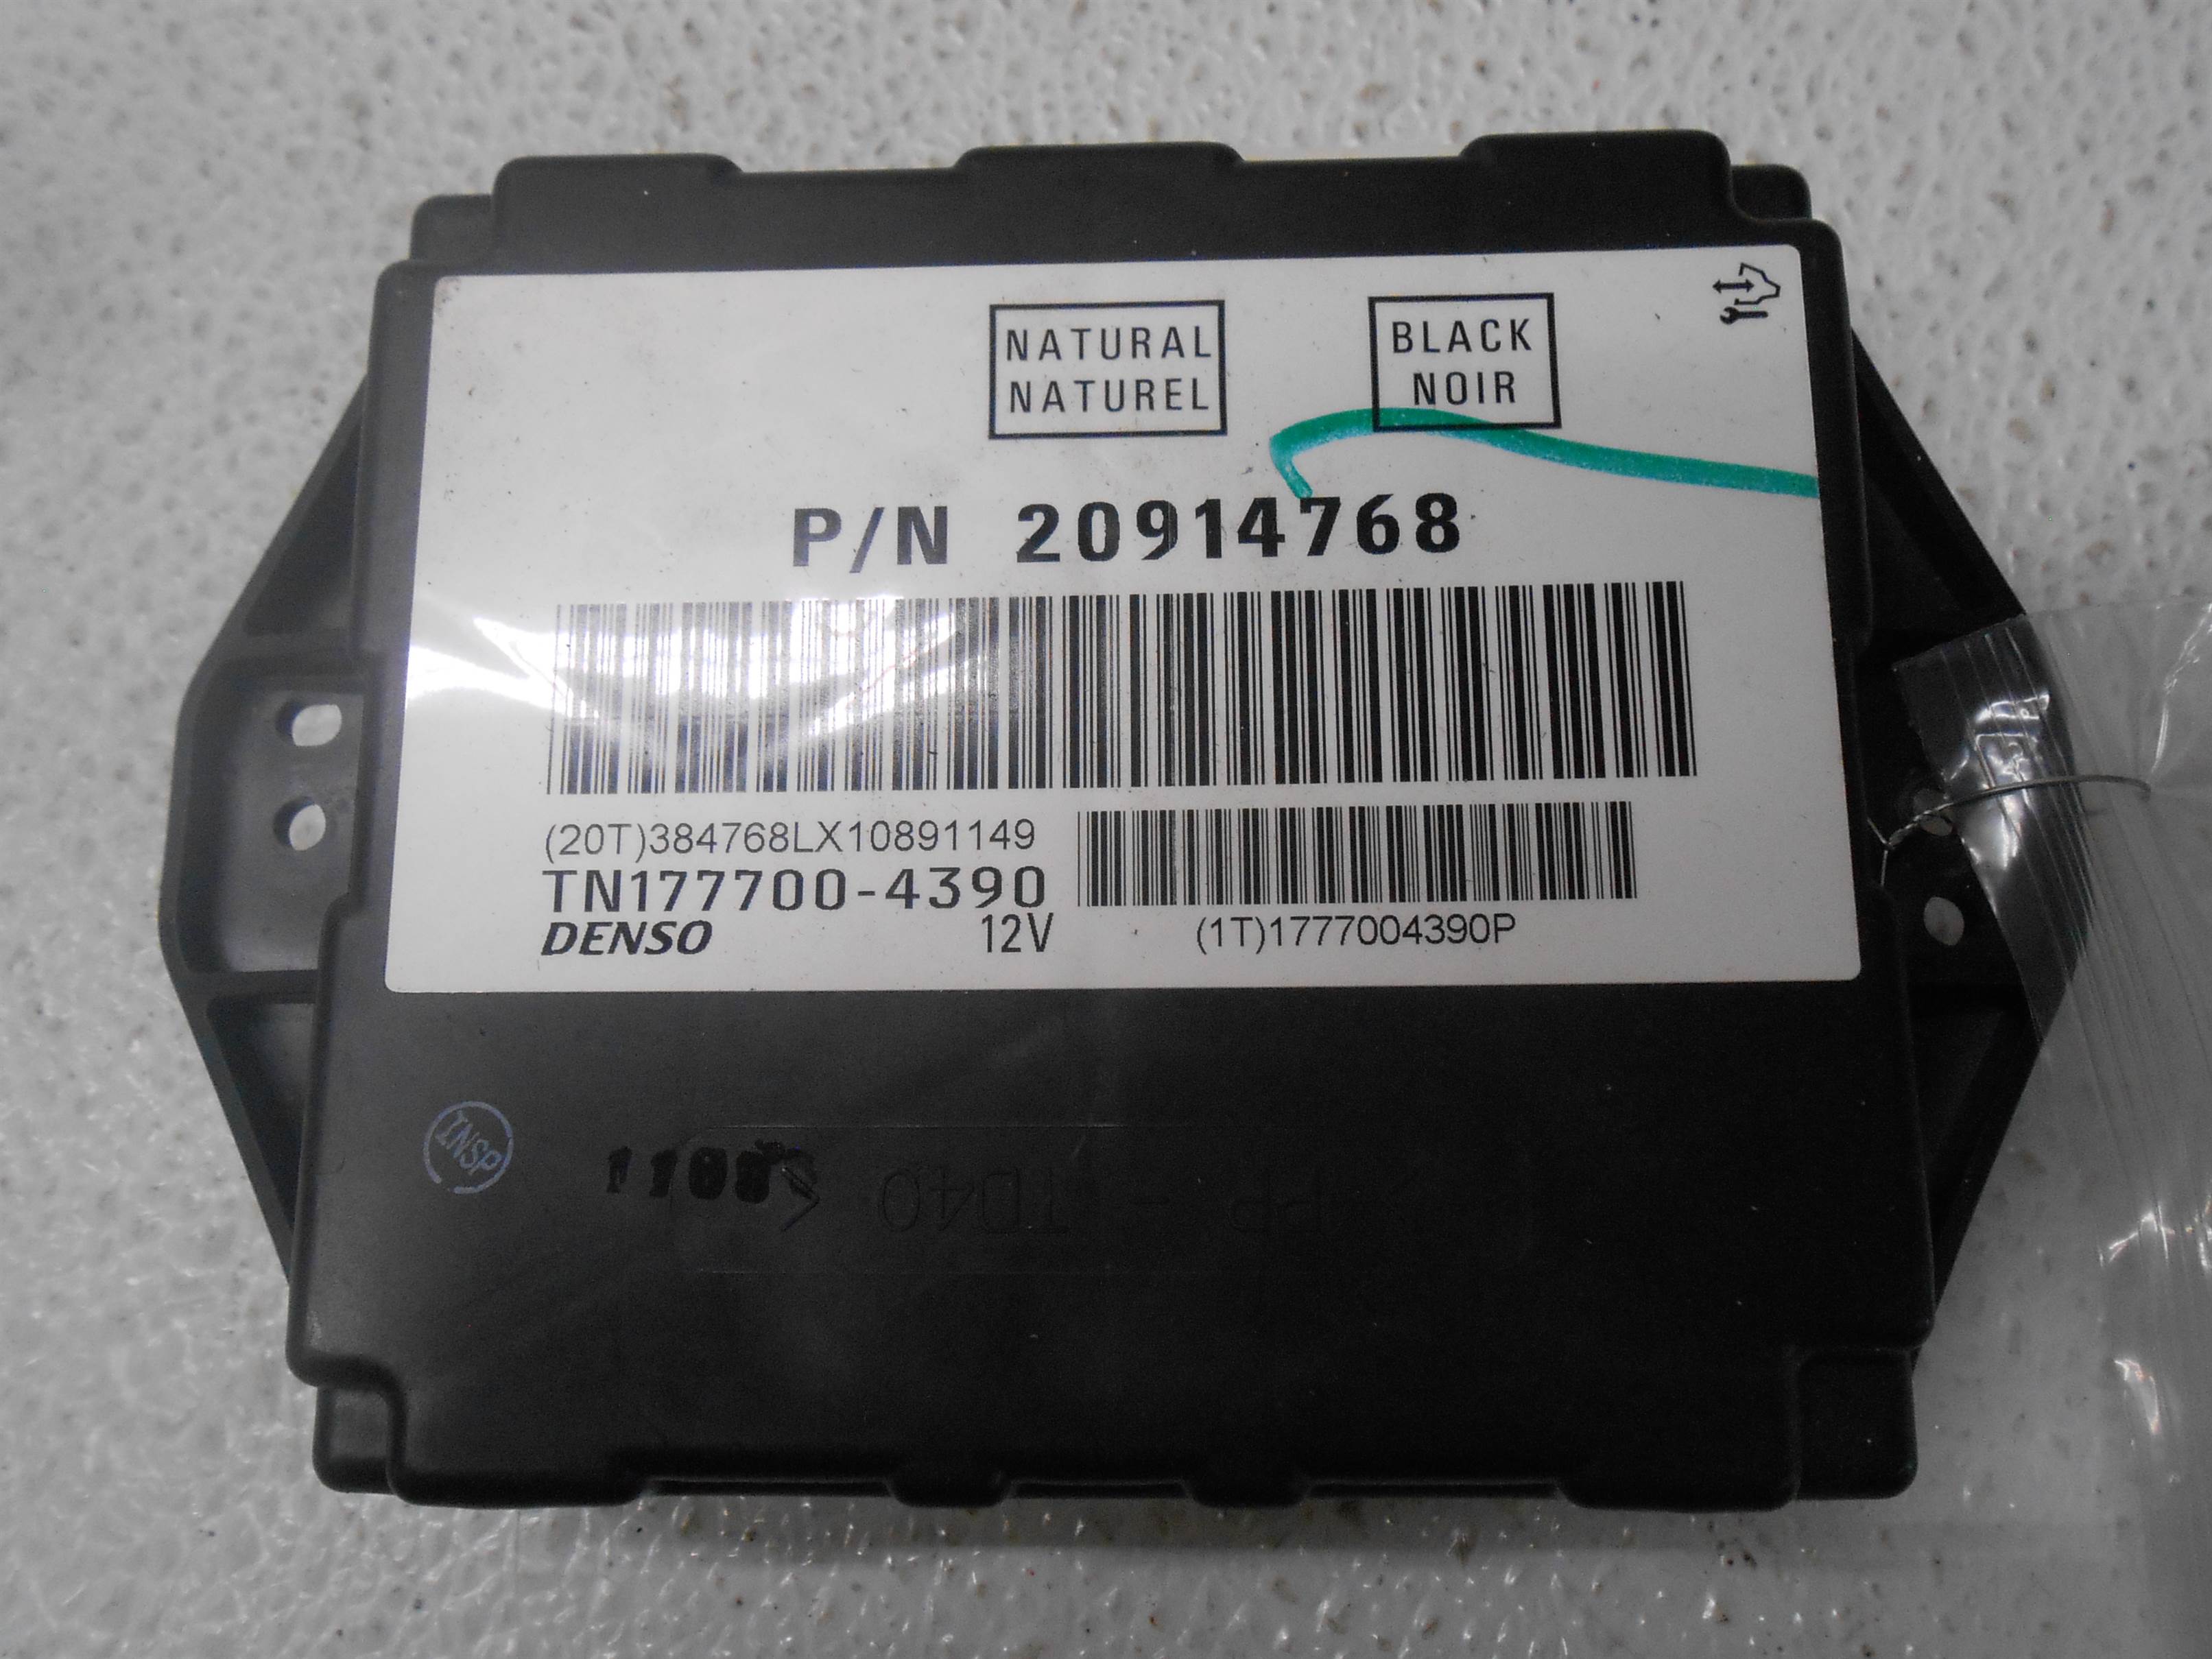 NATURAL
NATUREL
BLACK
NOIR
P/N 20914768
(20T)384768LX10891149
TN177700-4390
DENSO 12V
(1T)1777004390P
INSP
TD40